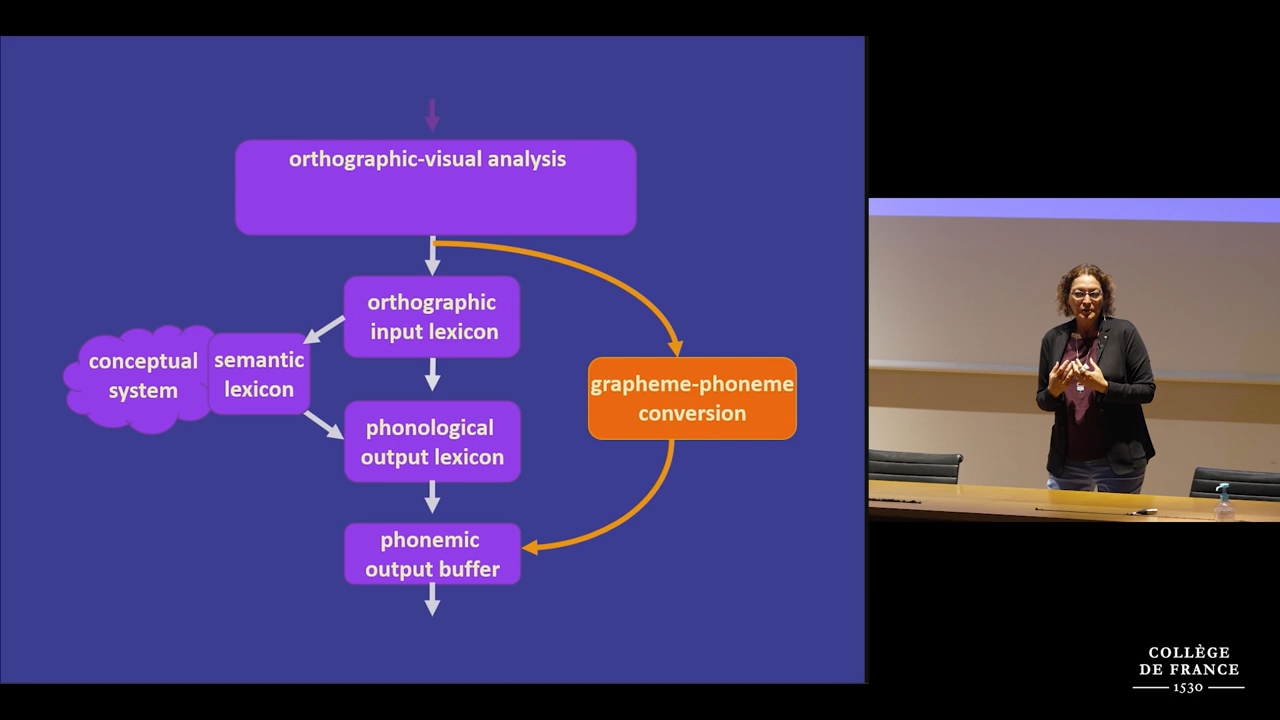 orthographic-visual analysis
orthographic
input lexicon
conceptual
system
semantic
lexicon
grapheme-phoneme
conversion
phonological
output lexicon
phonemic
output buffer
COLLÈGE
DE FRANCE
1530